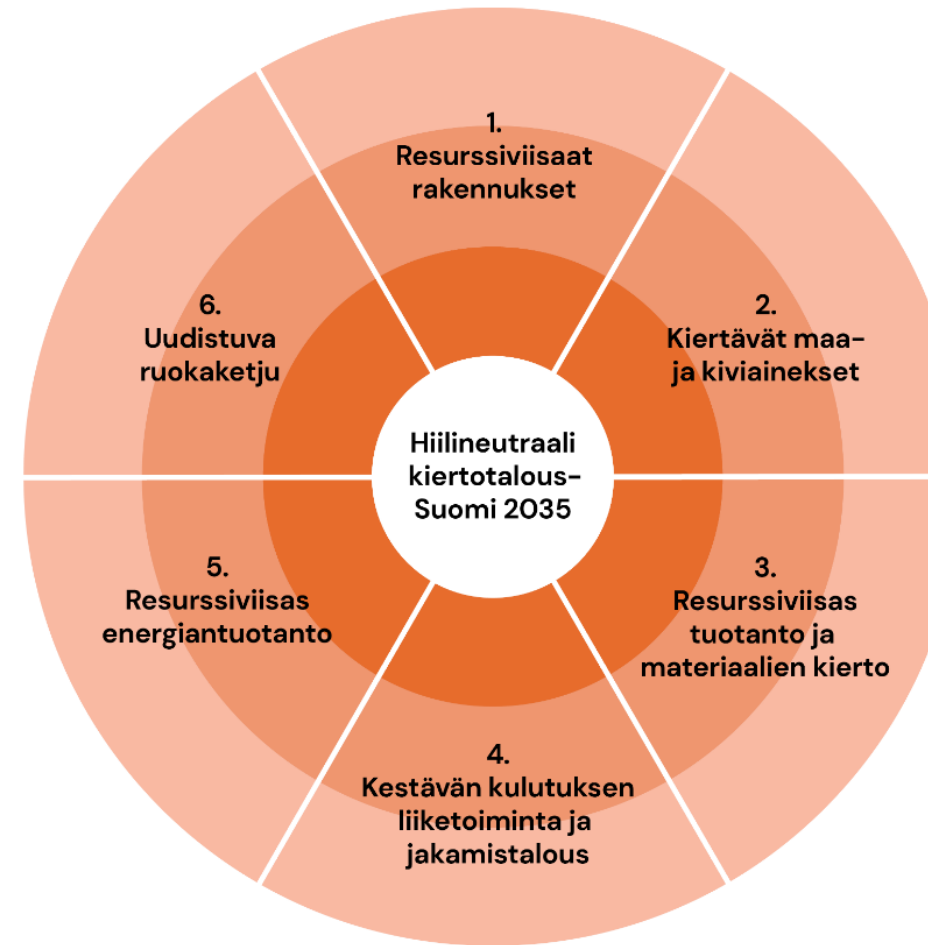 1.
Resurssiviisaat
rakennukset
2.
Kiertävät maa-
ja kiviainekset
3.
Resurssiviisas
tuotanto ja
materiaalien kierto
4.
Kestävän kulutuksen
liiketoiminta ja
jakamistalous
5.
Resurssiviisas
energiantuotanto
6.
Uudistuva
ruokaketju
Hiilineutraali
kiertotalous-
Suomi 2035